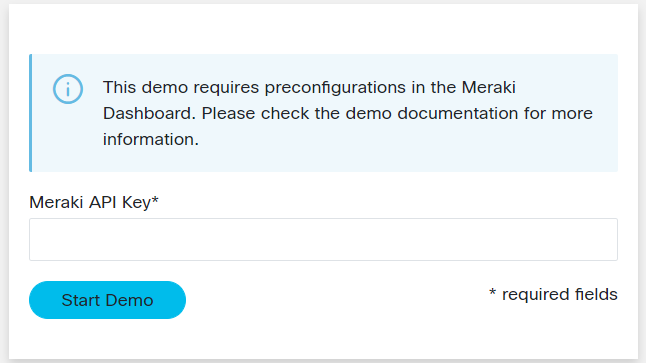 This demo requires preconfigurations in the Meraki
Dashboard. Please check the demo documentation for more
information.
Meraki API Key*
Start Demo
* required fields